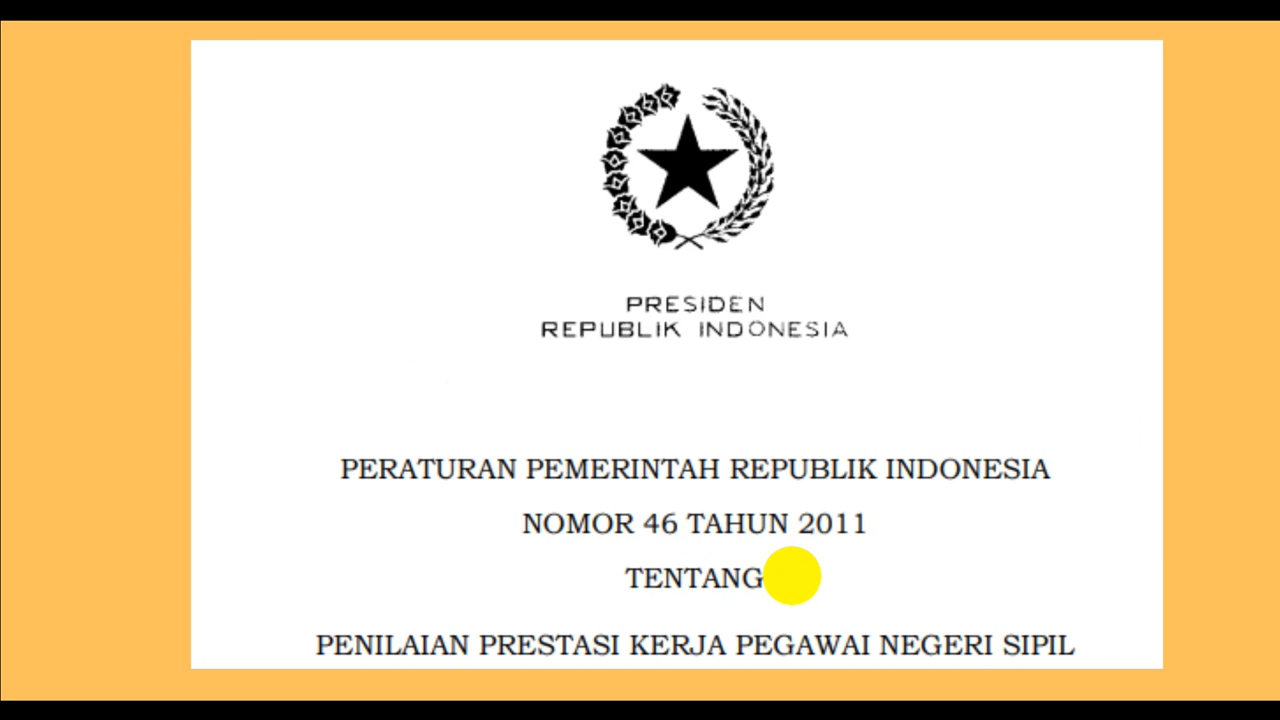 PRESIDEN
REPUBLIK INDONESIA
PERATURAN PEMERINTAH REPUBLIK INDONESIA
NOMOR 46 TAHUN 2011
TENTANG
PENILAIAN PRESTASI KERJA PEGAWAI NEGERI SIPIL